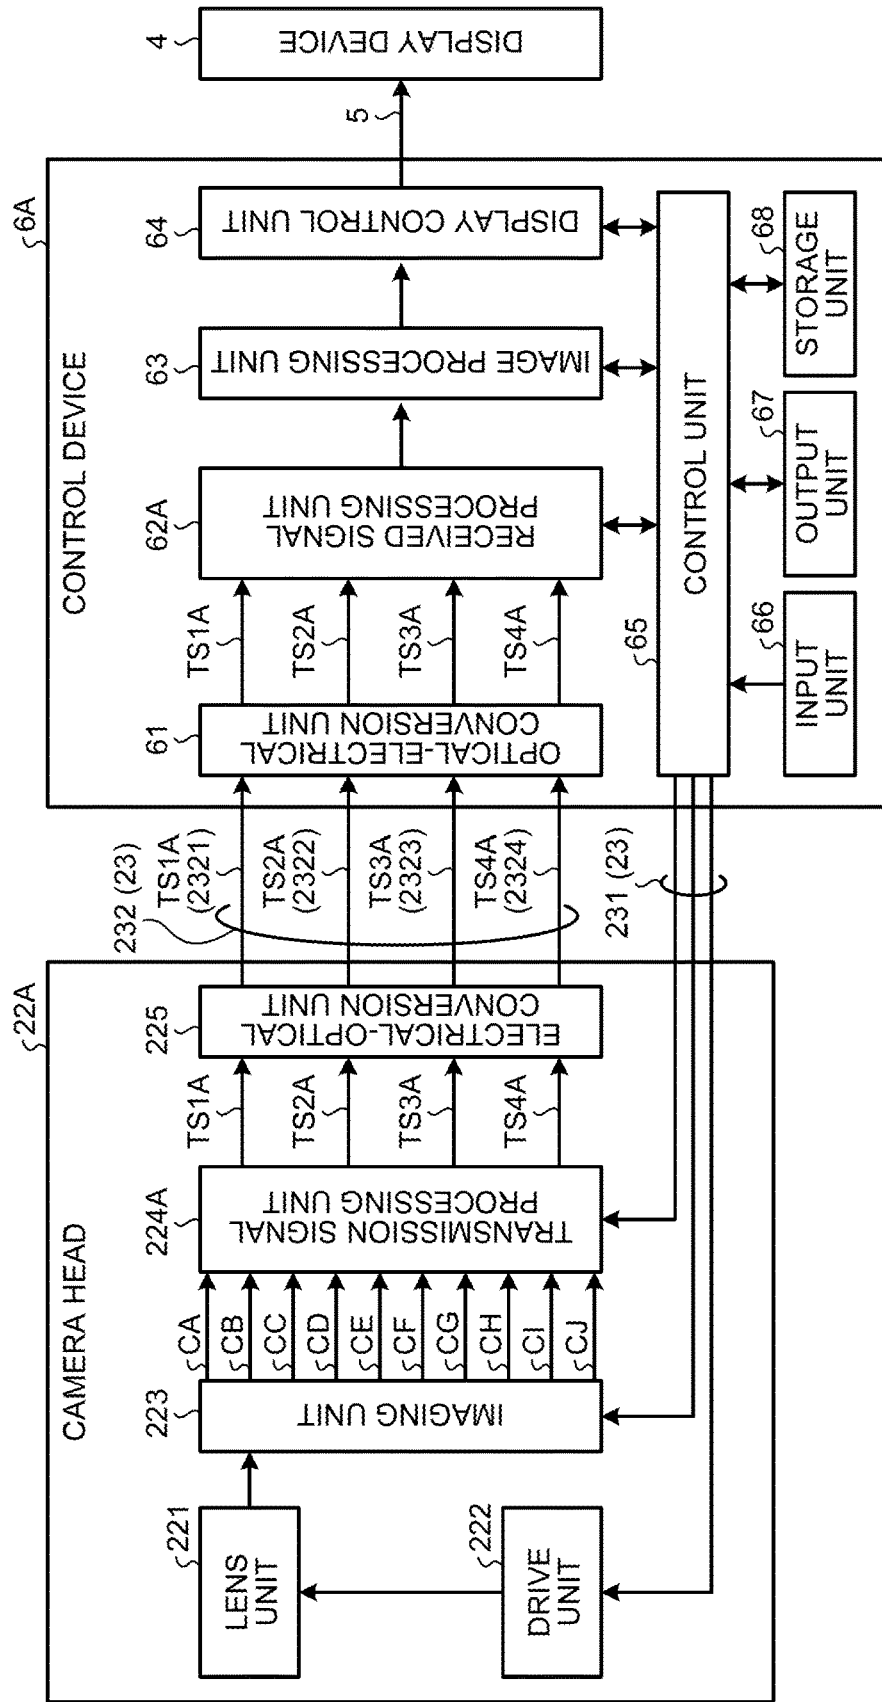 22A
CAMERA HEAD
221
LENS
UNIT
222
DRIVE
UNIT
223
IMAGING UNIT
CA
CB
CC
CD
CE
CF
CG
CH
CI
CJ
224A
TRANSMISSION SIGNAL
PROCESSING UNIT
TS1A
TS2A
TS3A
TS4A
225
ELECTRICAL-OPTICAL
CONVERSION UNIT
232 (23)
TS1A
(2321)
TS2A
(2322)
TS3A
(2323)
TS4A
(2324)
231 (23)
6A
CONTROL DEVICE
61
OPTICAL-ELECTRICAL
CONVERSION UNIT
TS1A
TS2A
TS3A
TS4A
62A
RECEIVED SIGNAL
PROCESSING UNIT
63
IMAGE PROCESSING UNIT
64
DISPLAY CONTROL UNIT
65
CONTROL UNIT
66
INPUT
UNIT
67
OUTPUT
UNIT
68
STORAGE
UNIT
5
4
DISPLAY DEVICE